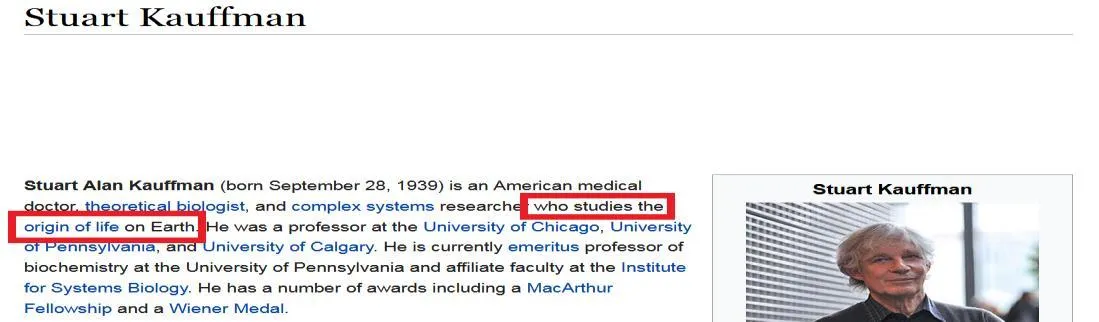 Stuart Kauffman
Stuart Alan Kauffman (born September 28, 1939) is an American medical
doctor, theoretical biologist, and complex systems researcher who studies the
origin of life on Earth. He was a professor at the University of Chicago, University
of Pennsylvania, and University of Calgary. He is currently emeritus professor of
biochemistry at the University of Pennsylvania and affiliate faculty at the Institute
for Systems Biology. He has a number of awards including a MacArthur
Fellowship and a Wiener Medal.
Stuart Kauffman